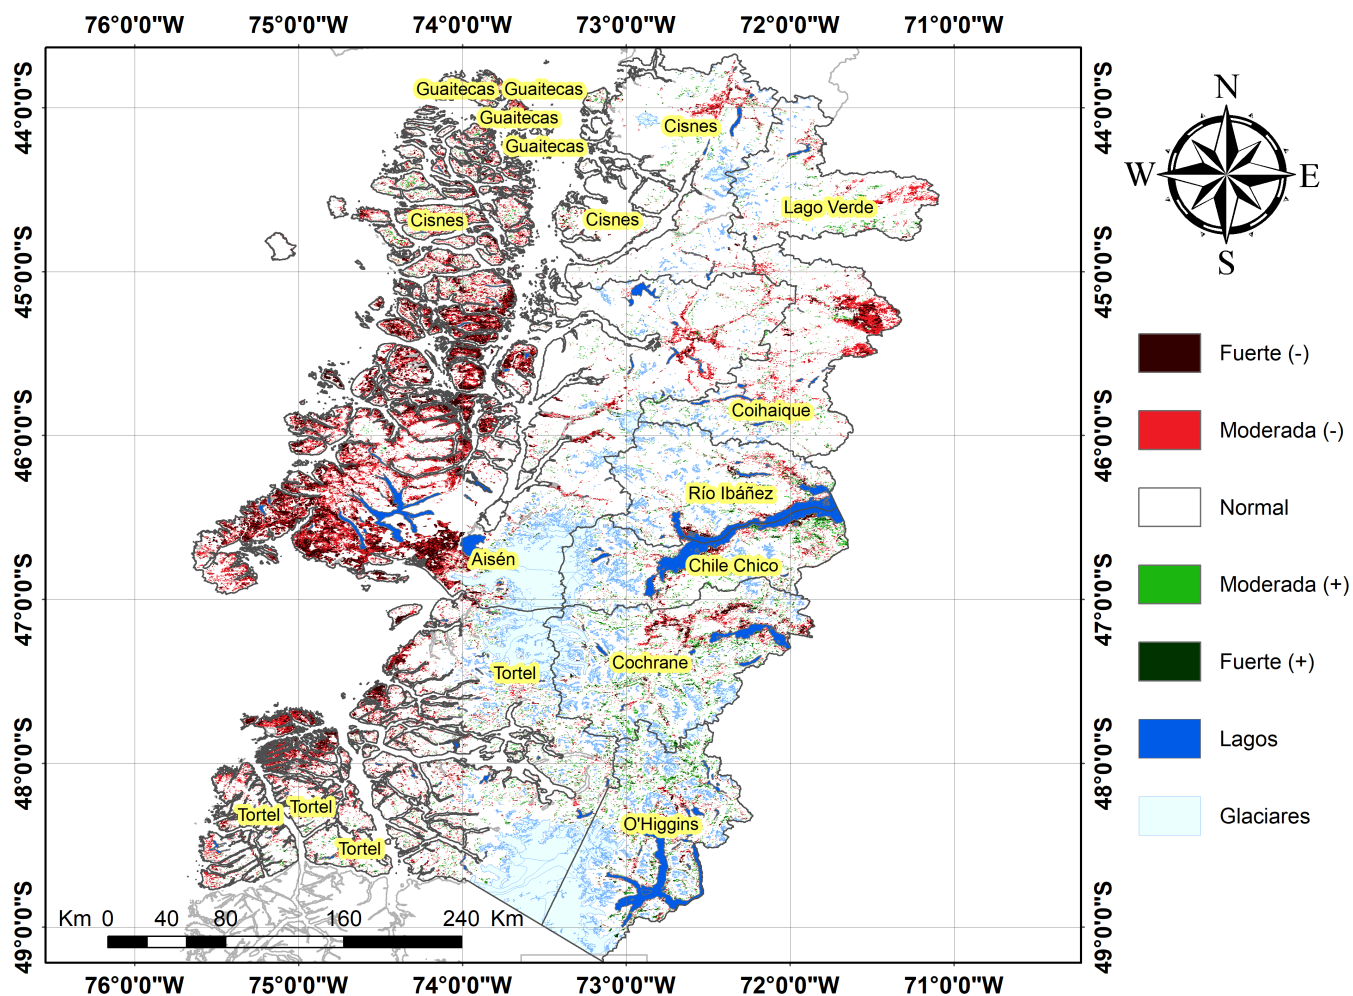 76°0'0"W 75°0'0"W 74°0'0"W 73°0'0"W 72°0'0"W 71°0'0"W
44°0'0"S
45°0'0"S
46°0'0"S
47°0'0"S
48°0'0"S
49°0'0"S
Guaitecas Guaitecas
Guaitecas
Cisnes
Guaitecas
Lago Verde
Cisnes
Cisnes
Coihaique
Río Ibáñez
Aisén
Chile Chico
Cochrane
Tortel
Tortel
Tortel
O'Higgins
Tortel
Km 0 40 80 160 240 Km
44°0'0"S
45°0'0"S
46°0'0"S
47°0'0"S
48°0'0"S
49°0'0"S
76°0'0"W 75°0'0"W 74°0'0"W 73°0'0"W 72°0'0"W 71°0'0"W
N
W E
S
Fuerte (-)
Moderada (-)
Normal
Moderada (+)
Fuerte (+)
Lagos
Glaciares